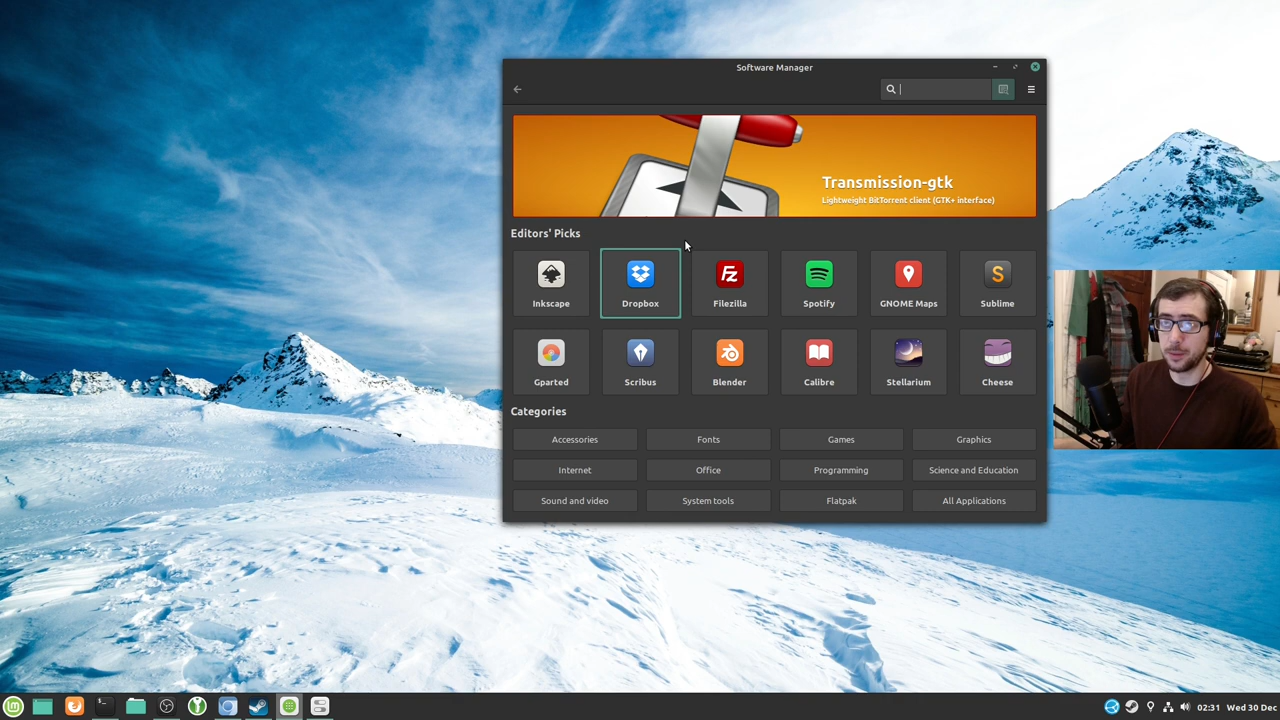 Software Manager
Transmission-gtk
Lightweight BitTorrent client (GTK+ interface)
Editors' Picks
Fz
S
Inkscape
Dropbox
Filezilla
Spotify
GNOME Maps
Sublime
Gparted
Scribus
Blender
Calibre
Stellarium
Cheese
Categories
Accessories
Fonts
Games
Graphics
Internet
Office
Programming
Science and Education
Sound and video
System tools
Flatpak
All Applications
02:31 Wed 30 Dec